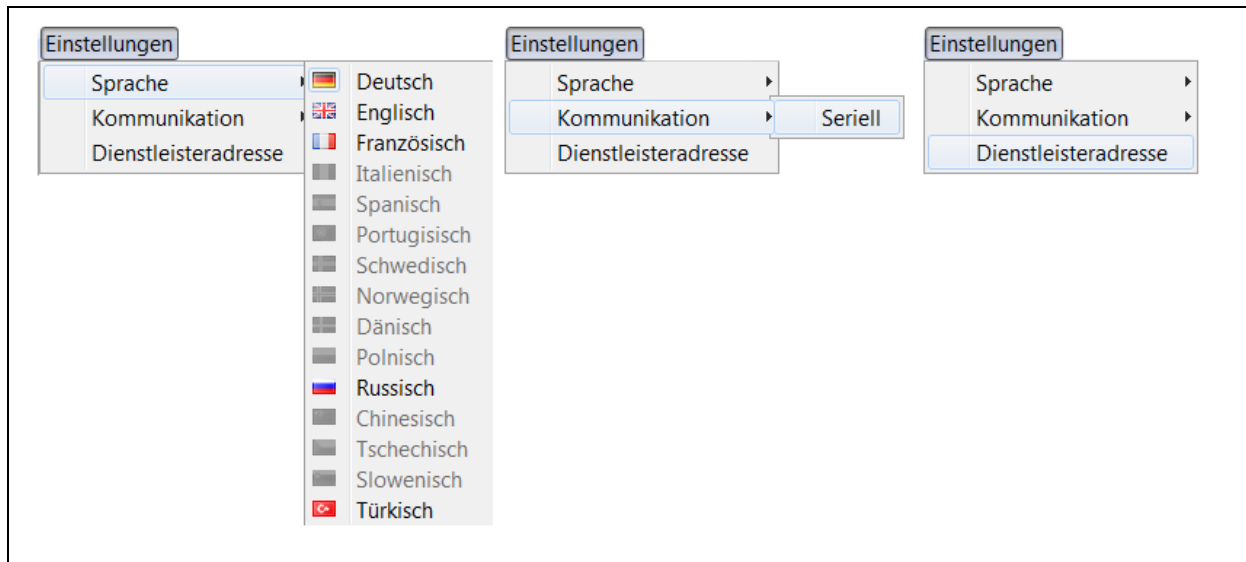 Einstellungen
Sprache
Kommunikation
Dienstleisteradresse
Deutsch
Englisch
Französisch
Italienisch
Spanisch
Portugisisch
Schwedisch
Norwegisch
Dänisch
Polnisch
Russisch
Chinesisch
Tschechisch
Slowenisch
Türkisch
Einstellungen
Sprache
Kommunikation
Seriell
Dienstleisteradresse
Einstellungen
Sprache
Kommunikation
Dienstleisteradresse